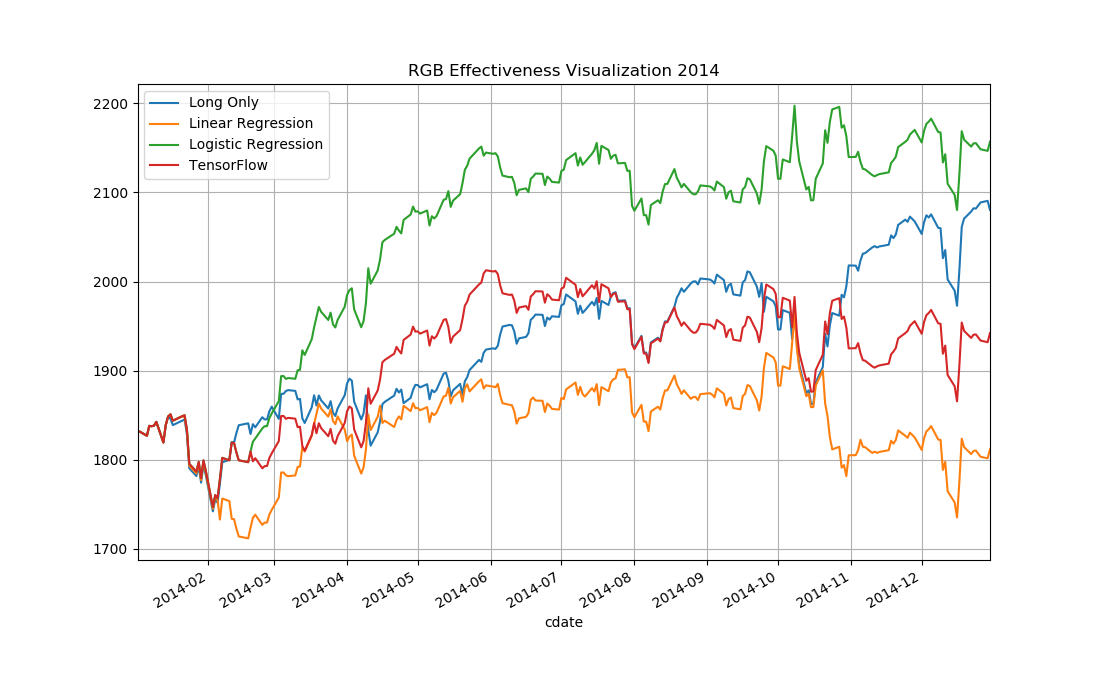 RGB Effectiveness Visualization 2014
Long Only
Linear Regression
Logistic Regression
TensorFlow
2200
2100
2000
1900
1800
1700
2014-02
2014-03
2014-04
2014-05
2014-06
2014-07
2014-08
2014-09
2014-10
2014-11
2014-12
cdate